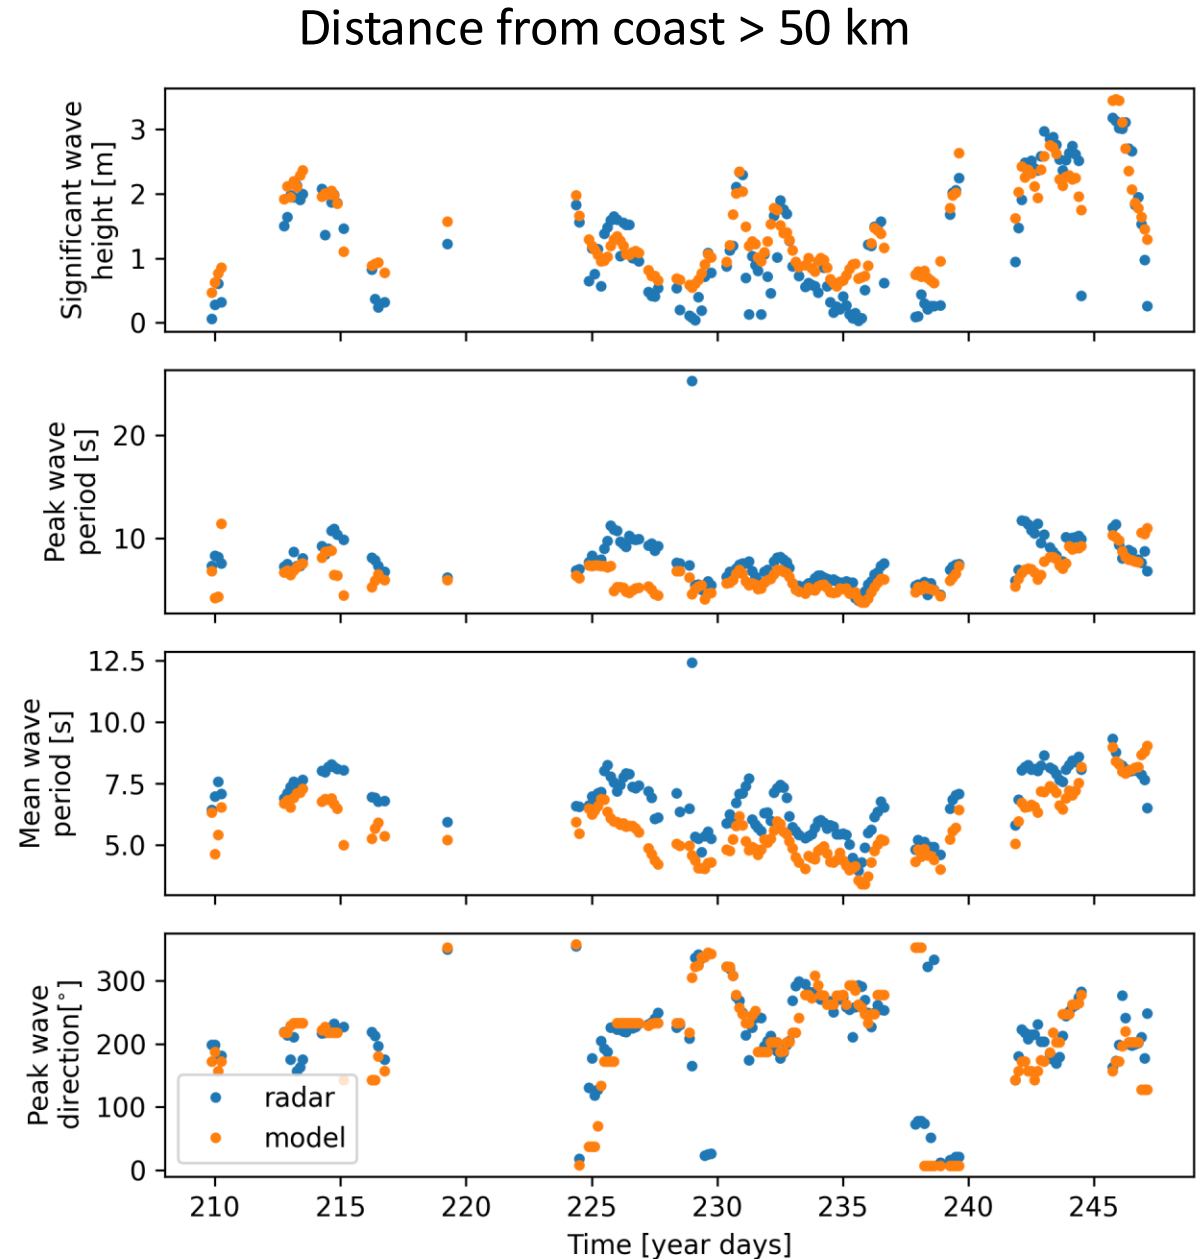 Distance from coast > 50 km
Significant wave
height [m]
3
2
1
0
Peak wave
period [s]
20
10
Mean wave
period [s]
12.5
10.0
7.5
5.0
Peak wave
direction[°]
300
200
100
0
radar
model
210 215 220 225 230 235 240 245
Time [year days]